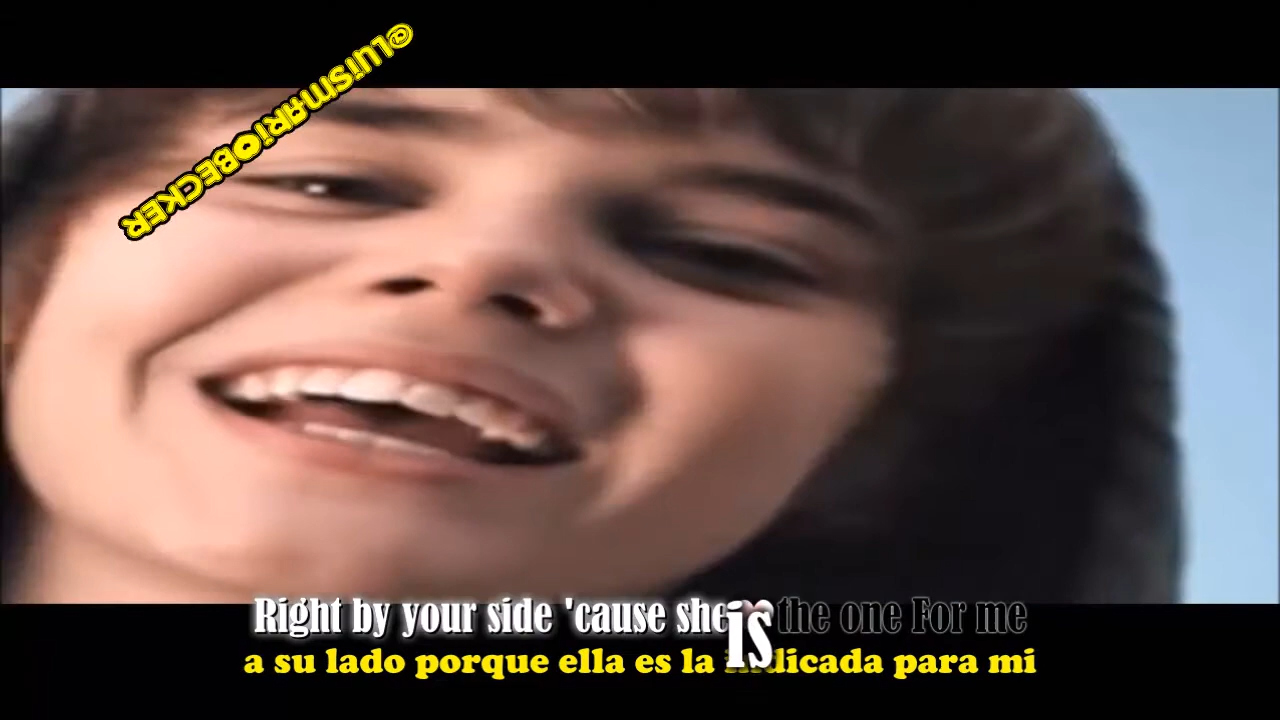 @LUISMARIOBECKER
Right by your side 'cause she is the one For me
a su lado porque ella es la indicada para mi